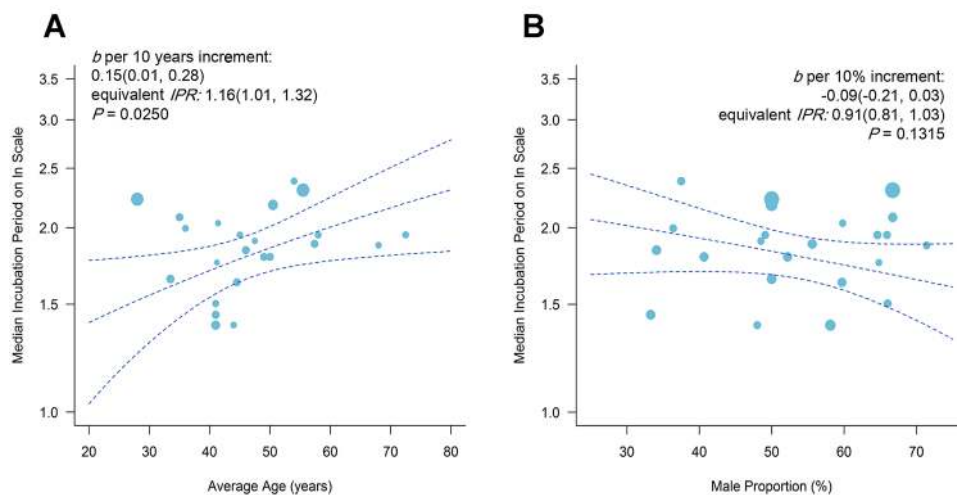 A
b per 10 years increment:
0.15(0.01, 0.28)
equivalent IPR: 1.16(1.01, 1.32)
P = 0.0250
Median Incubation Period on ln Scale
3.5
3.0
2.5
2.0
1.5
1.0
20 30 40 50 60 70 80
Average Age (years)
B
b per 10% increment:
-0.09(-0.21, 0.03)
equivalent IPR: 0.91(0.81, 1.03)
P = 0.1315
Median Incubation Period on ln Scale
3.5
3.0
2.5
2.0
1.5
1.0
30 40 50 60 70
Male Proportion (%)